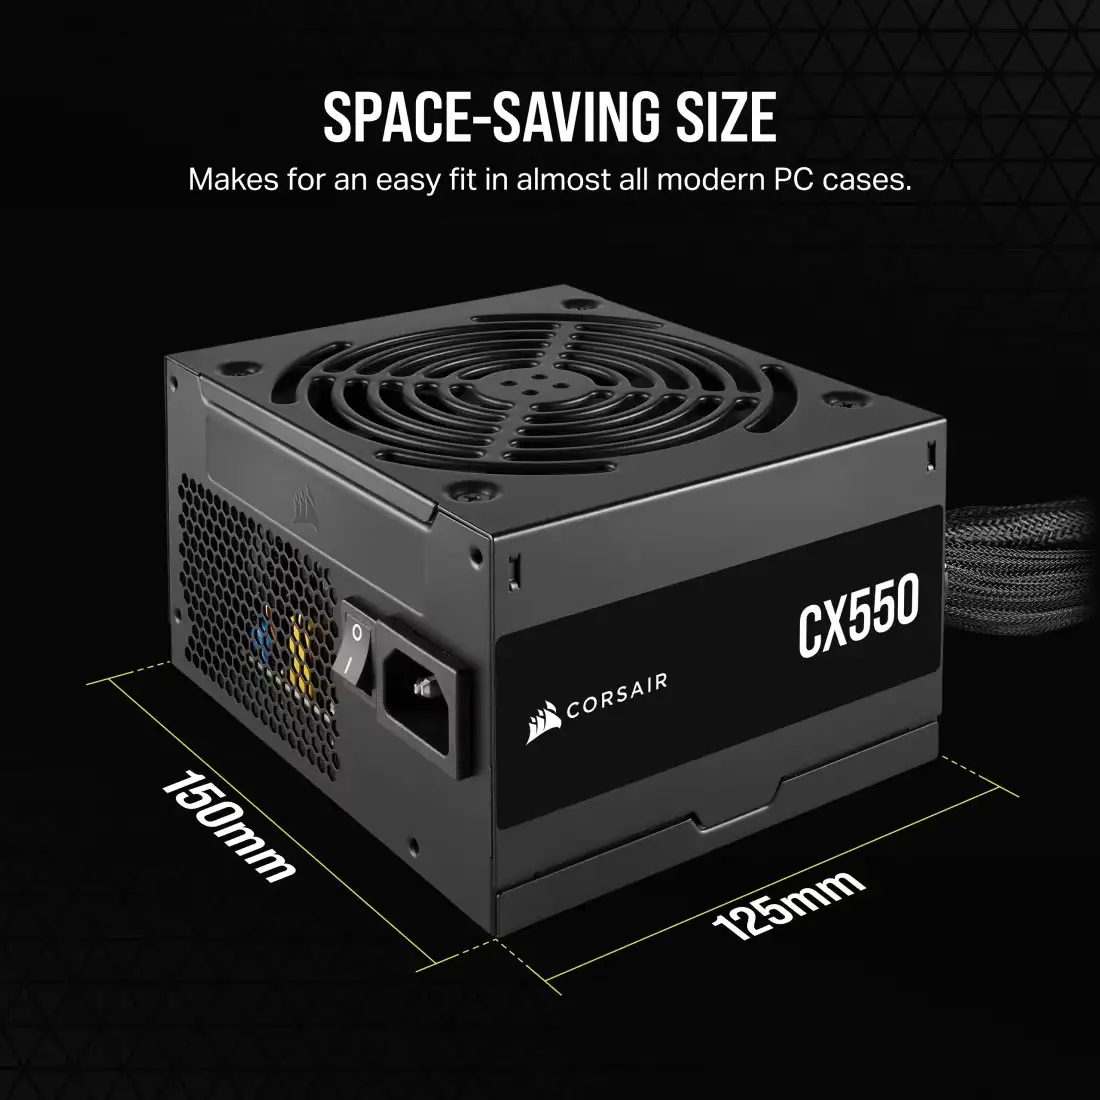 SPACE-SAVING SIZE
Makes for an easy fit in almost all modern PC cases.
CX550
CORSAIR
150mm
125mm